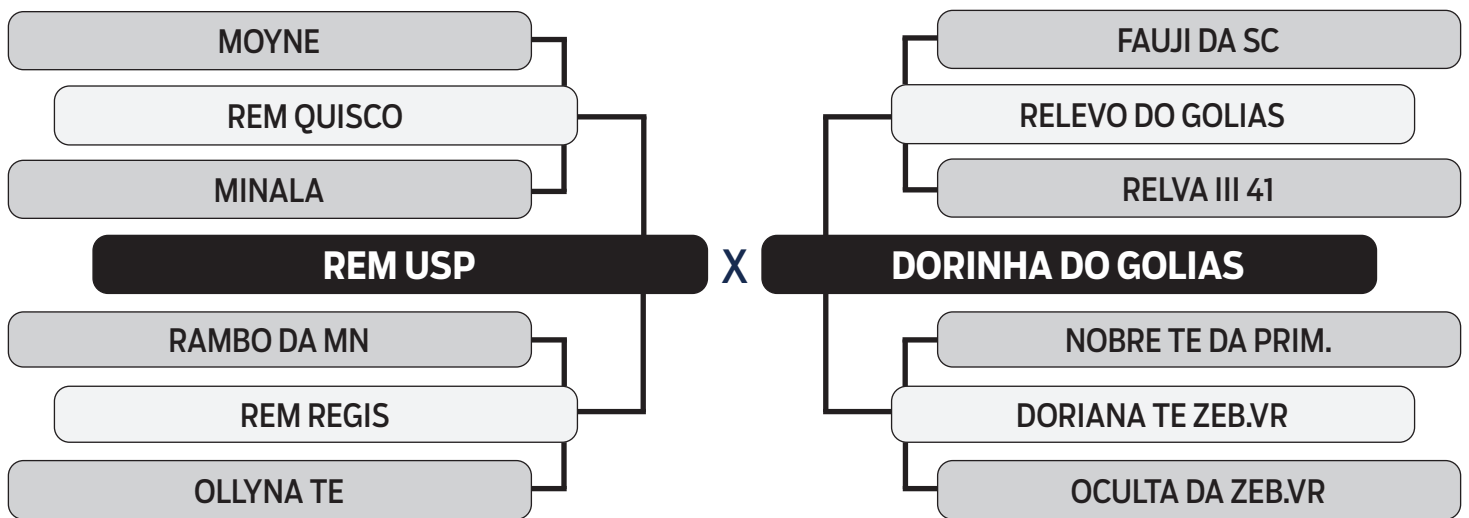 MOYNE
FAUJI DA SC
REM QUISCO
RELEVO DO GOLIAS
MINALA
RELVA III 41
REM USP X DORINHA DO GOLIAS
RAMBO DA MN
NOBRE TE DA PRIM.
REM REGIS
DORIANA TE ZEB.VR
OLLYNA TE
OCULTA DA ZEB.VR